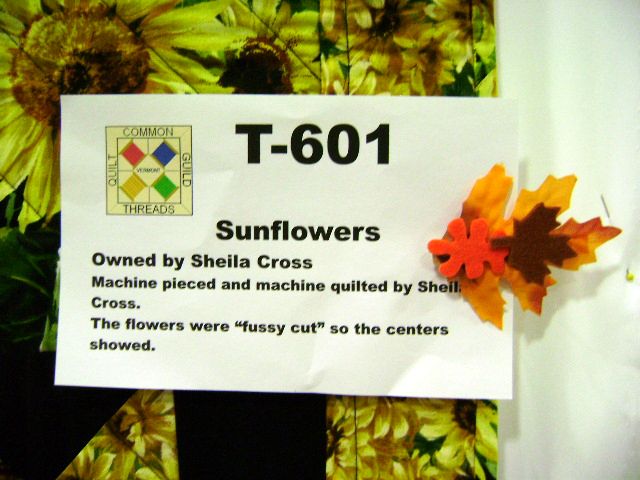 T-601
COMMON
QUILT
VERMONT
GUILD
THREADS
Sunflowers
Owned by Sheila Cross
Machine pieced and machine quilted by Sheil
Cross.
The flowers were “fussy cut” so the centers
showed.